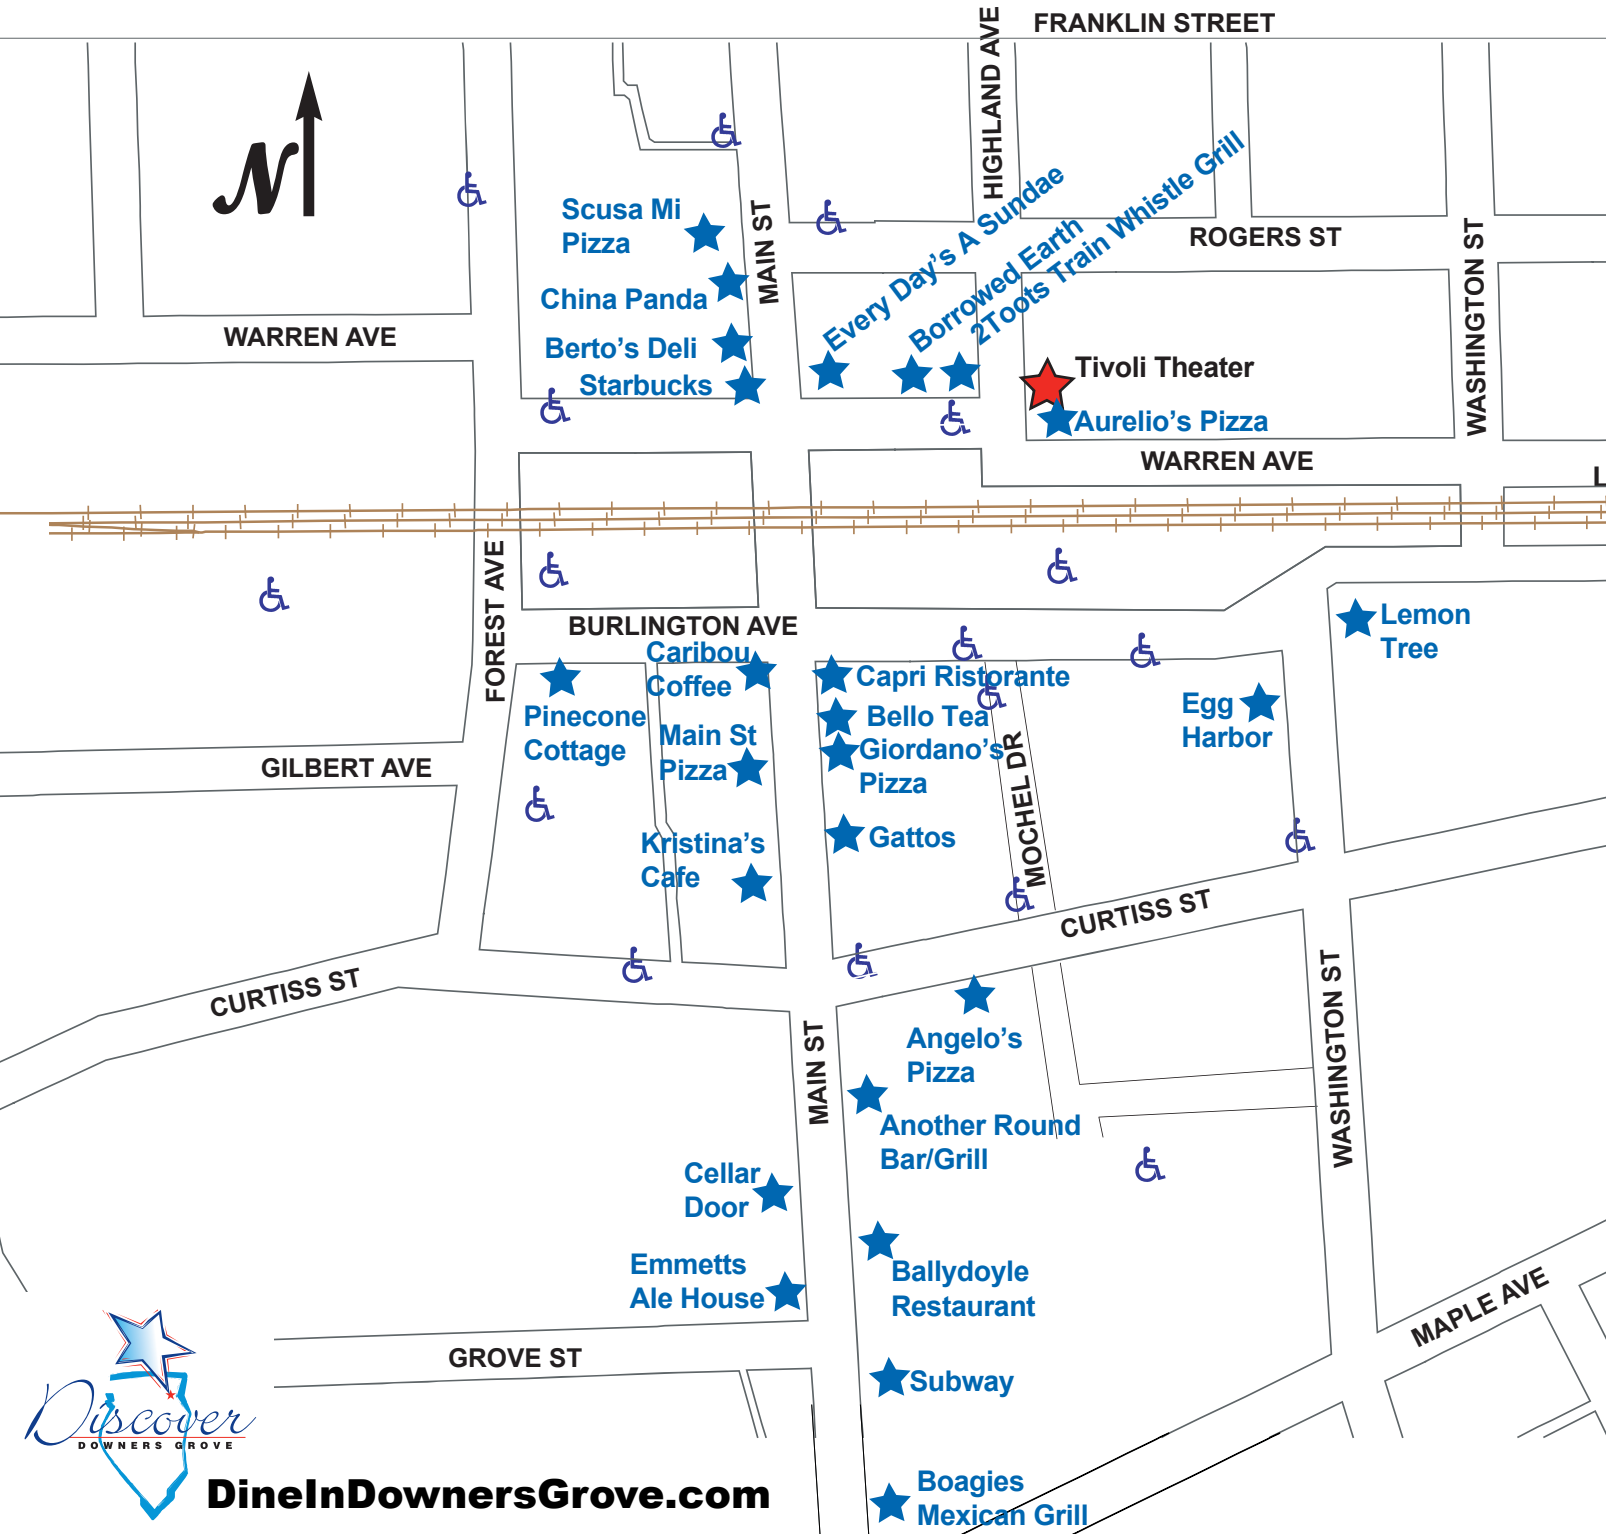 FRANKLIN STREET
HIGHLAND AVE
N
Scusa Mi
Pizza
MAIN ST
ROGERS ST
WASHINGTON ST
Every Day's A Sundae
Borrowed Earth
2Toots Train Whistle Grill
China Panda
WARREN AVE
Berto's Deli
Starbucks
Tivoli Theater
Aurelio's Pizza
WARREN AVE
L
FOREST AVE
BURLINGTON AVE
Lemon
Tree
Caribou
Coffee
Capri Ristorante
Pinecone
Cottage
Bello Tea
Egg
Harbor
Main St
Pizza
Giordano's
Pizza
MOCHEL DR
GILBERT AVE
Kristina's
Cafe
Gattos
CURTISS ST
CURTISS ST
WASHINGTON ST
MAIN ST
Angelo's
Pizza
Another Round
Bar/Grill
Cellar
Door
Emmetts
Ale House
Ballydoyle
Restaurant
MAPLE AVE
GROVE ST
Subway
Discover
DOWNERS GROVE
DineInDownersGrove.com
Boagies
Mexican Grill